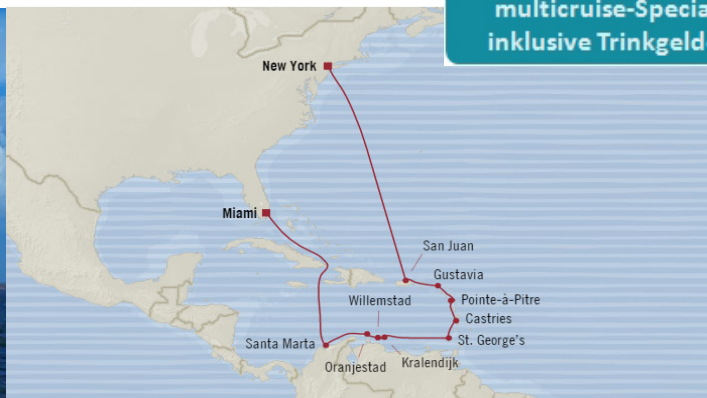 multicruise-Specia
inklusive Trinkgeld
New York
Miami
San Juan
Gustavia
Willemstad
Pointe-à-Pitre
Castries
Santa Marta
St. George's
Oranjestad
Kralendijk